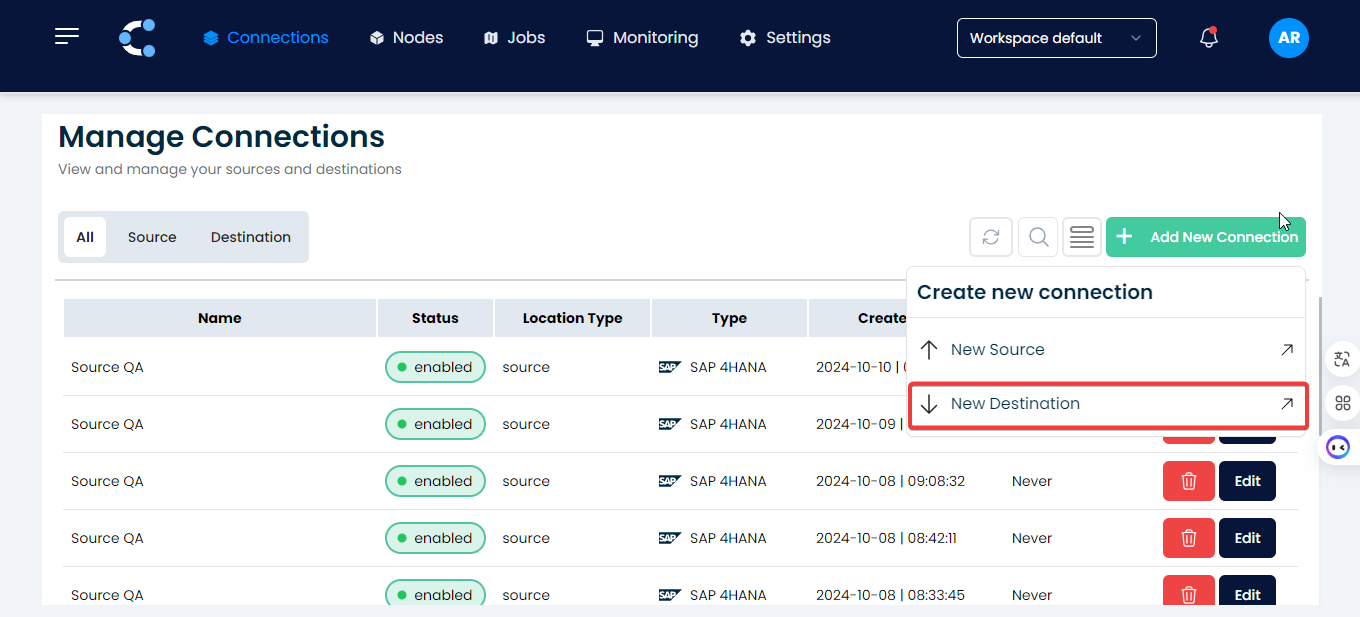 Connections Nodes Jobs Monitoring Settings Workspace default AR
Manage Connections
View and manage your sources and destinations
All Source Destination + Add New Connection
Create new connection
New Source
New Destination
Name Status Location Type Type Create
Source QA enabled source SAP SAP 4HANA 2024-10-10 |
Source QA enabled source SAP SAP 4HANA 2024-10-09 |
Source QA enabled source SAP SAP 4HANA 2024-10-08 | 09:08:32 Never Edit
Source QA enabled source SAP SAP 4HANA 2024-10-08 | 08:42:11 Never Edit
Source QA enabled source SAP SAP 4HANA 2024-10-08 | 08:33:45 Never Edit